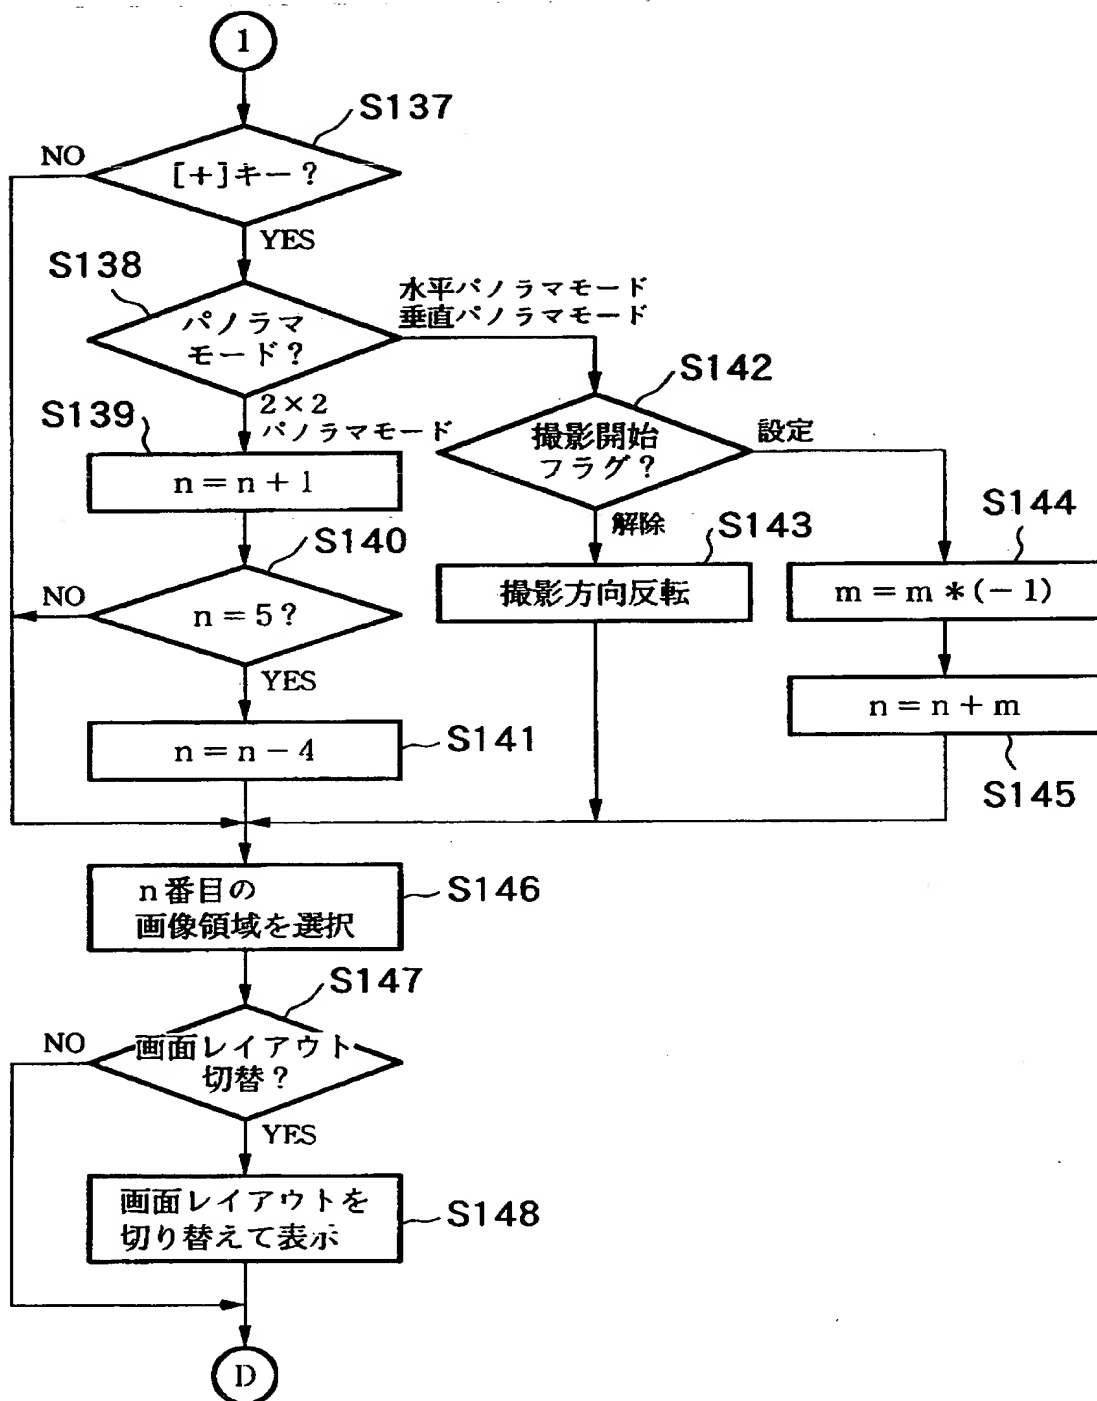 1
S137
NO
[+]キー?
YES
S138
水平パノラマモード
垂直パノラマモード
パノラマ
モード?
S142
2×2
パノラマモード
S139
撮影開始
フラグ?
設定
n=n+1
S140
解除
S143
S144
NO
n=5?
撮影方向反転
m=m*(-1)
YES
n=n-4
S141
n=n+m
S145
n番目の
画像領域を選択
S146
S147
NO
画面レイアウト
切替?
YES
画面レイアウトを
切り替えて表示
S148
D